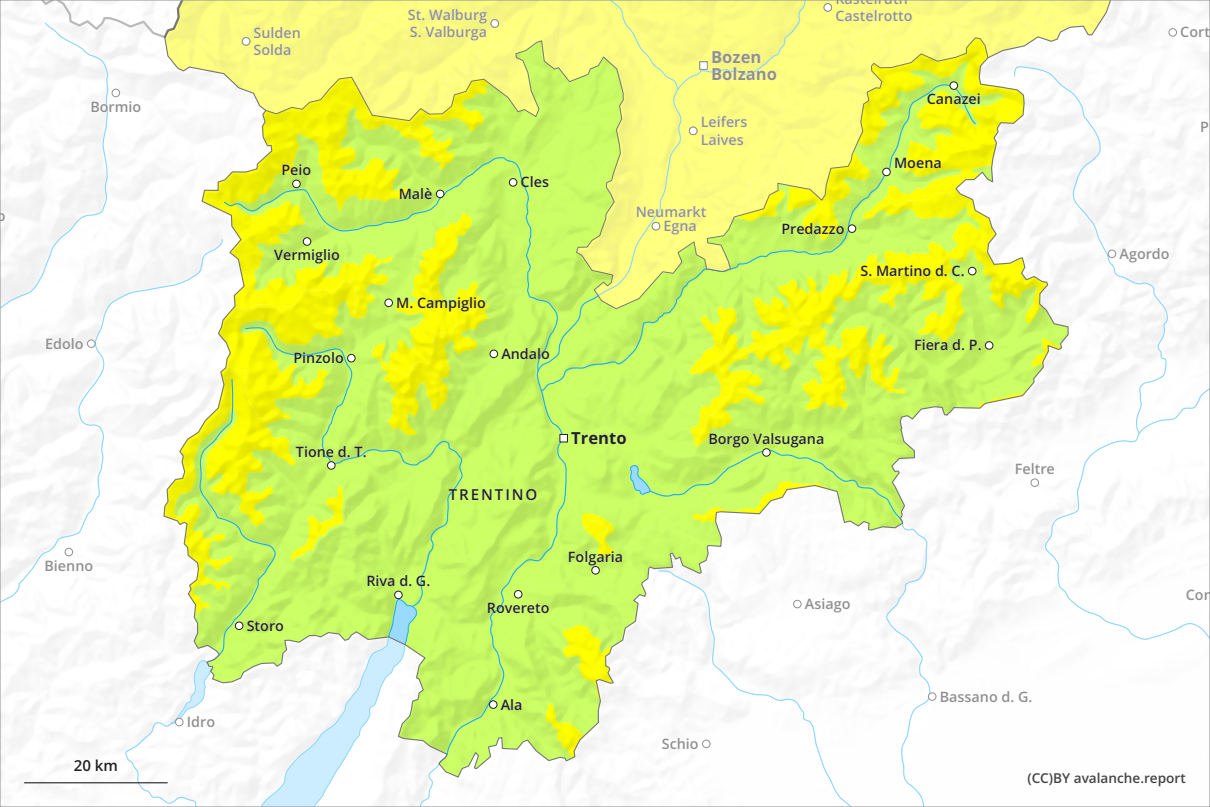 Kastelruth
Castelrotto
St. Walburg
S. Valburga
Sulden
Solda
Cort
Bozen
Bolzano
Bormio
Canazei
Leifers
Laives
Moena
Peio
Malè
Cles
Neumarkt
Egna
Predazzo
Vermiglio
Agordo
S. Martino d. C.
M. Campiglio
Edolo
Pinzolo
Andalo
Fiera d. P.
Trento
Borgo Valsugana
Tione d. T.
Feltre
TRENTINO
Bienno
Folgaria
Riva d. G.
Rovereto
Asiago
Cor
Storo
Bassano d. G.
Ala
Idro
Schio
20 km
(CC)BY avalanche.report